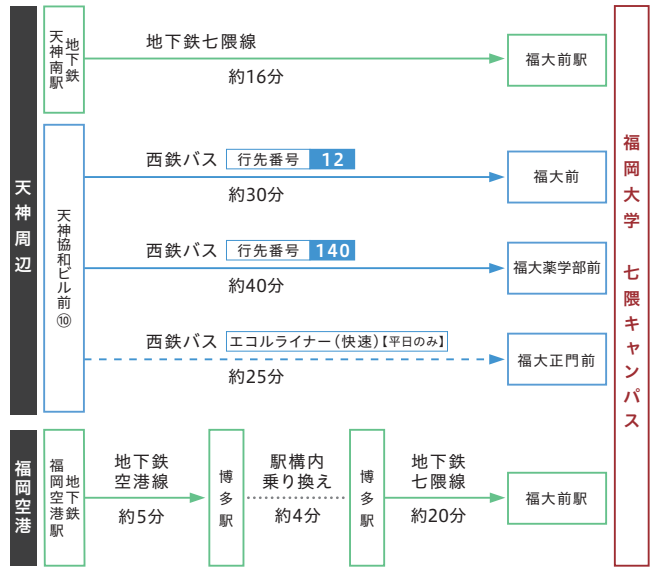 天神周辺
地下鉄
天神南駅
地下鉄七隈線
約16分
福大前駅
天神協和ビル前⑩
西鉄バス 行先番号 12
約30分
福大前
西鉄バス 行先番号 140
約40分
福大薬学部前
西鉄バス エコルライナー(快速)【平日のみ】
約25分
福大正門前
福岡空港
地下鉄
福岡空港駅
地下鉄
空港線
約5分
博多駅
駅構内
乗り換え
約4分
博多駅
地下鉄
七隈線
約20分
福大前駅
福岡大学 七隈キャンパス